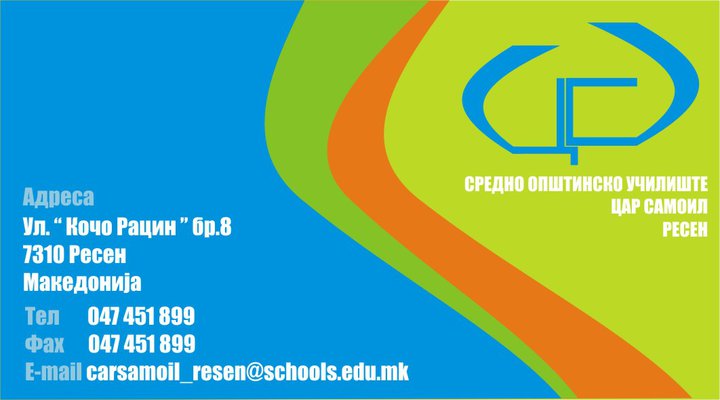 СРЕДНО ОПШТИНСКО УЧИЛИШТЕ
ЦАР САМОИЛ
РЕСЕН
Адреса
Ул. “ Кочо Рацин ” бр.8
7310 Ресен
Македонија
Тел 047 451 899
Фах 047 451 899
E-mail carsamoil_resen@schools.edu.mk